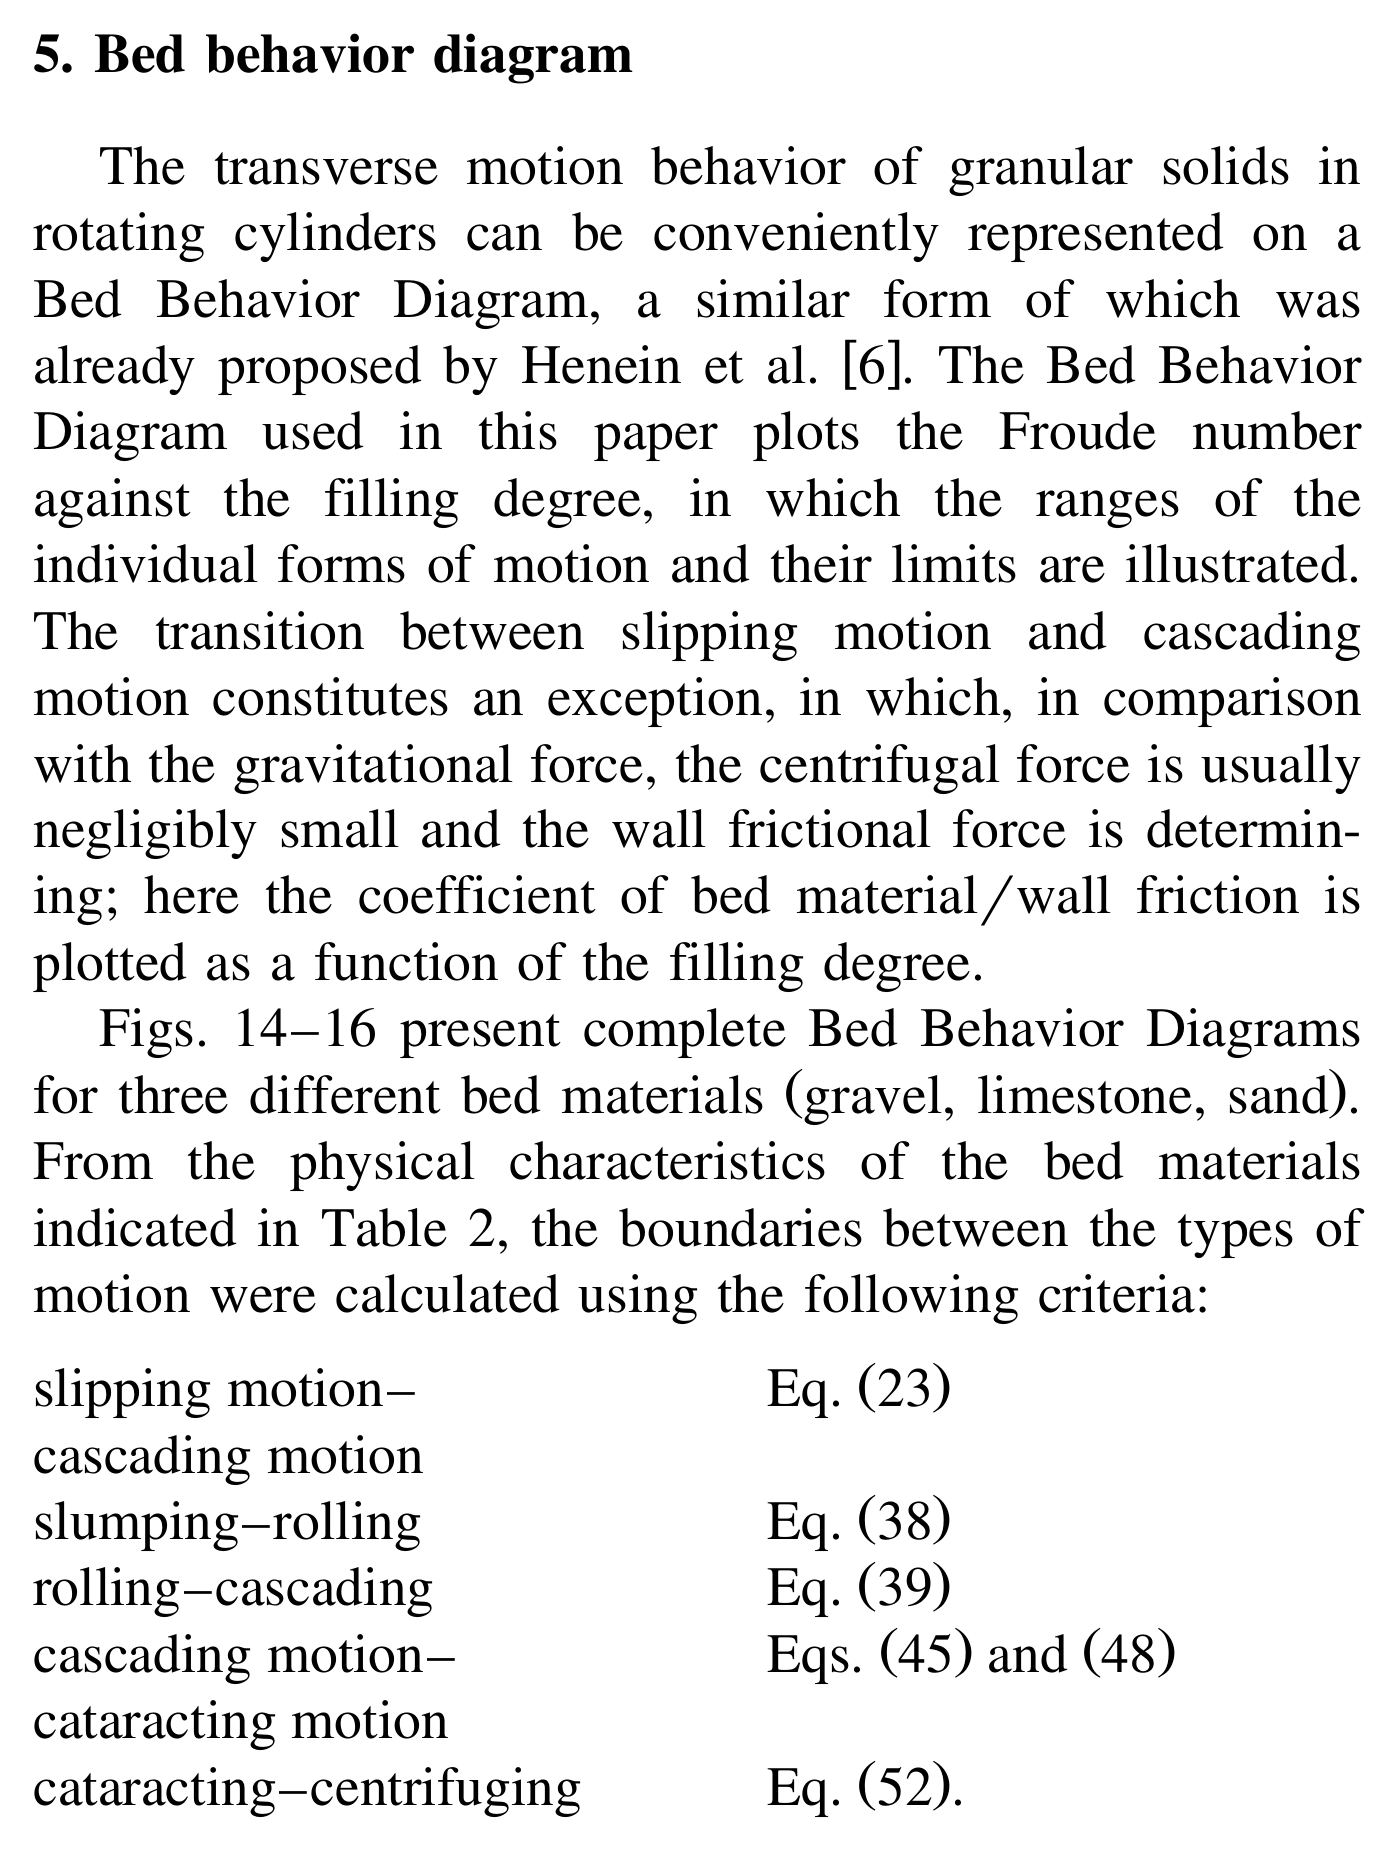 5. Bed behavior diagram
The transverse motion behavior of granular solids in
rotating cylinders can be conveniently represented on a
Bed Behavior Diagram, a similar form of which was
already proposed by Henein et al. [6]. The Bed Behavior
Diagram used in this paper plots the Froude number
against the filling degree, in which the ranges of the
individual forms of motion and their limits are illustrated.
The transition between slipping motion and cascading
motion constitutes an exception, in which, in comparison
with the gravitational force, the centrifugal force is usually
negligibly small and the wall frictional force is determin-
ing; here the coefficient of bed material/wall friction is
plotted as a function of the filling degree.
Figs. 14–16 present complete Bed Behavior Diagrams
for three different bed materials (gravel, limestone, sand).
From the physical characteristics of the bed materials
indicated in Table 2, the boundaries between the types of
motion were calculated using the following criteria:
slipping motion– Eq. (23)
cascading motion
slumping–rolling Eq. (38)
rolling–cascading Eq. (39)
cascading motion– Eqs. (45) and (48)
cataracting motion
cataracting–centrifuging Eq. (52).